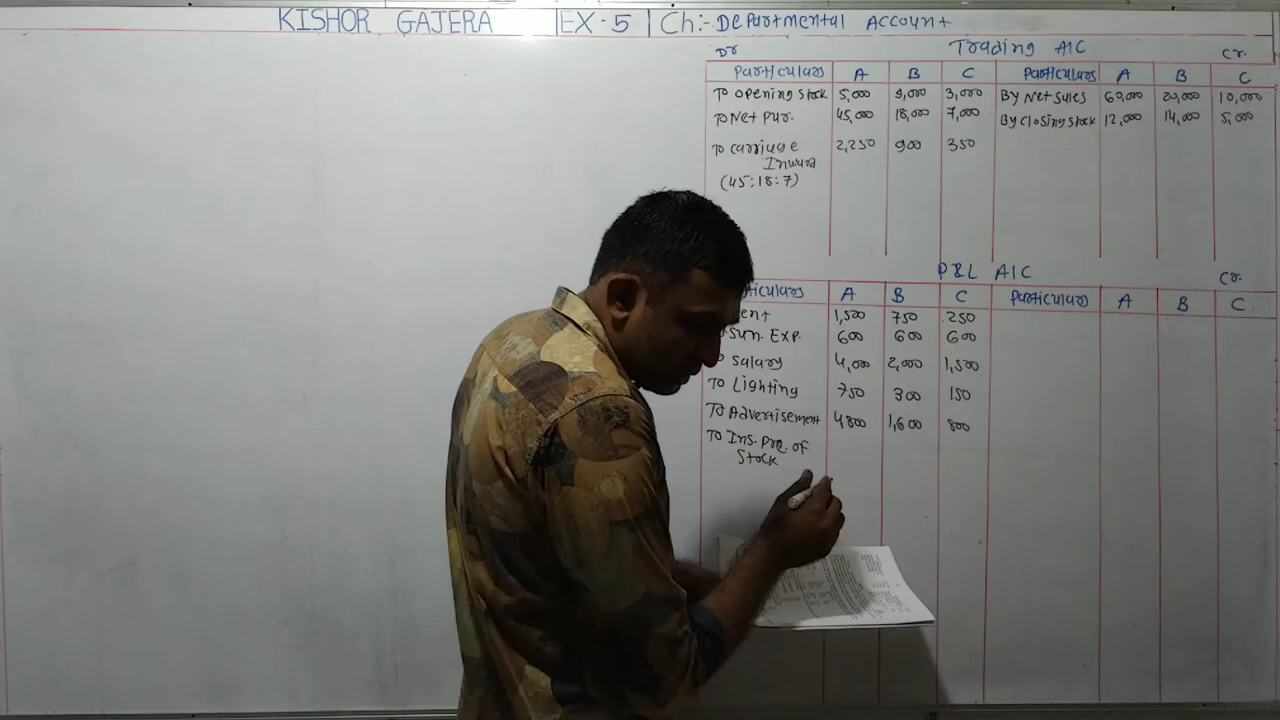 KISHOR GAJERA EX-5 Ch:- Departmental Account
Dr Trading A/C Cr.
Particulars A B C Particulars A B C
To Opening Stock 5,000 9,000 3,000 By Net Sales 60,000 20,000 10,000
To Net Pur. 45,000 18,000 7,000 By Closing Stock 12,000 14,000 5,000
To Carriage 2,250 900 350
Inward
(45:18:7)
P&L A/C Cr.
ticulars A B C Particulars A B C
ent 1,500 750 250
Sun. Exp. 600 600 600
Salary 4,000 2,000 1,500
To Lighting 750 300 150
To Advertisement 4800 1,600 800
To Ins. Pre. of
Stock